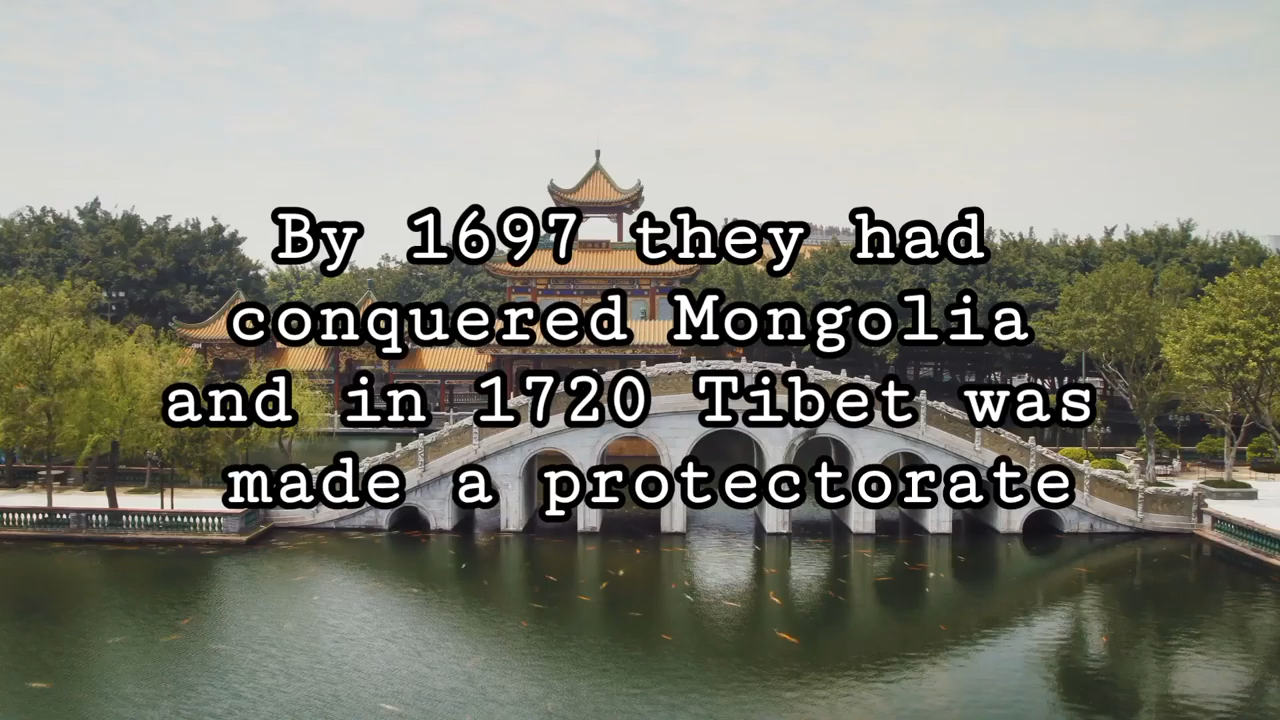 By 1697 they had
conquered Mongolia
and in 1720 Tibet was
made a protectorate